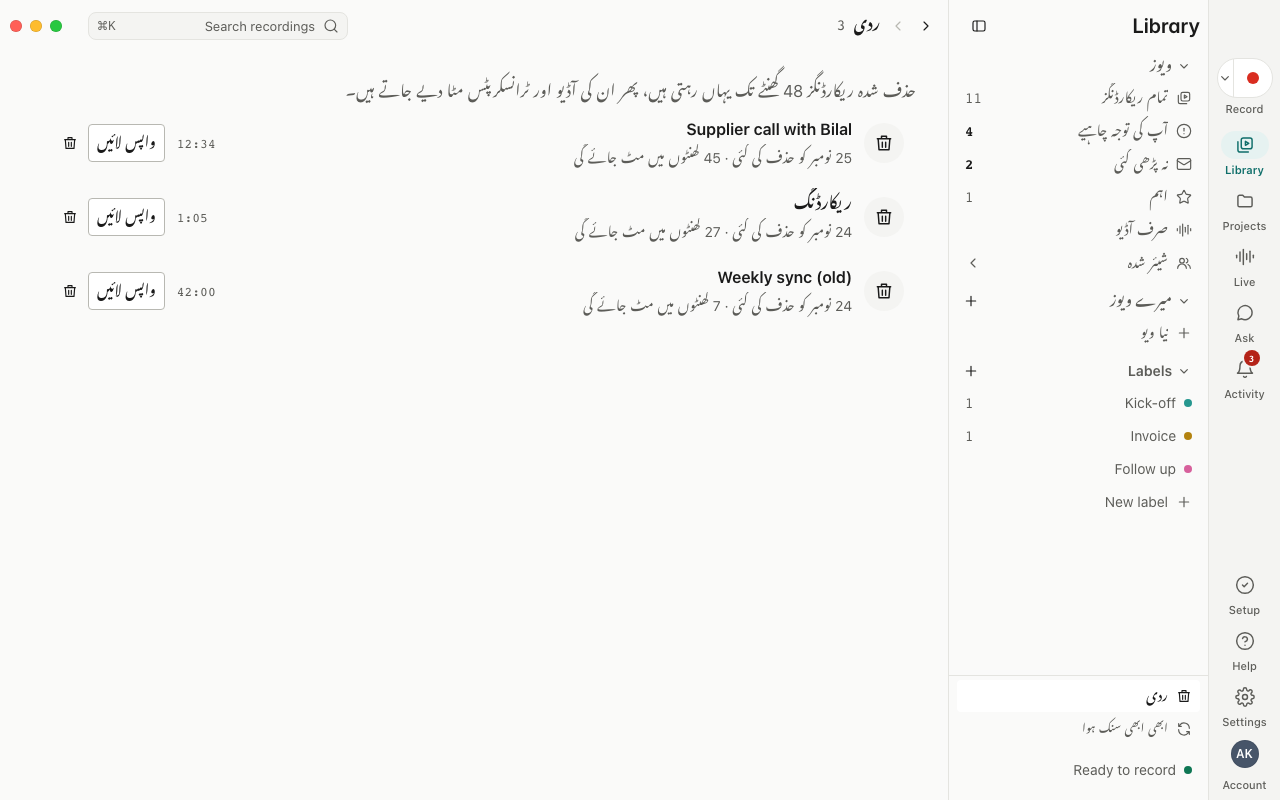 Library
Record
Library
Projects
Live
Ask
Activity
3
Setup
Help
Settings
AK
Account
ویوز
تمام ریکارڈنگز 11
آپ کی توجہ چاہیے 4
نہ پڑھی گئی 2
اہم 1
صرف آڈیو
شیئر شدہ
میرے ویوز
نیا ویو
Labels
Kick-off 1
Invoice 1
Follow up
New label
ردی
ابھی ابھی سنک ہوا
Ready to record
ردی 3
Search recordings ⌘K
حذف شدہ ریکارڈنگز 48 گھنٹے تک یہاں رہتی ہیں، پھر ان کی آڈیو اور ٹرانسکرپٹس مٹا دیے جاتے ہیں۔
Supplier call with Bilal
25 نومبر کو حذف کی گئی · 45 گھنٹوں میں مٹ جائے گی
12:34
واپس لائیں
ریکارڈنگ
24 نومبر کو حذف کی گئی · 27 گھنٹوں میں مٹ جائے گی
1:05
واپس لائیں
Weekly sync (old)
24 نومبر کو حذف کی گئی · 7 گھنٹوں میں مٹ جائے گی
42:00
واپس لائیں